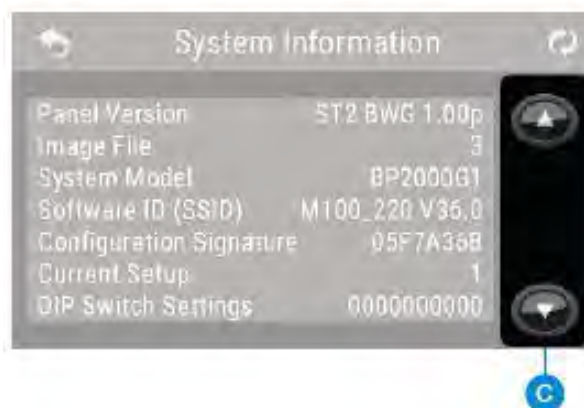 System Information
Panel Version ST2 BWG 1.00p
Image File 3
System Model BP2000G1
Software ID (SSID) M100_220 V36.0
Configuration Signature 05F7A36B
Current Setup 1
DIP Switch Settings 0000000000
C